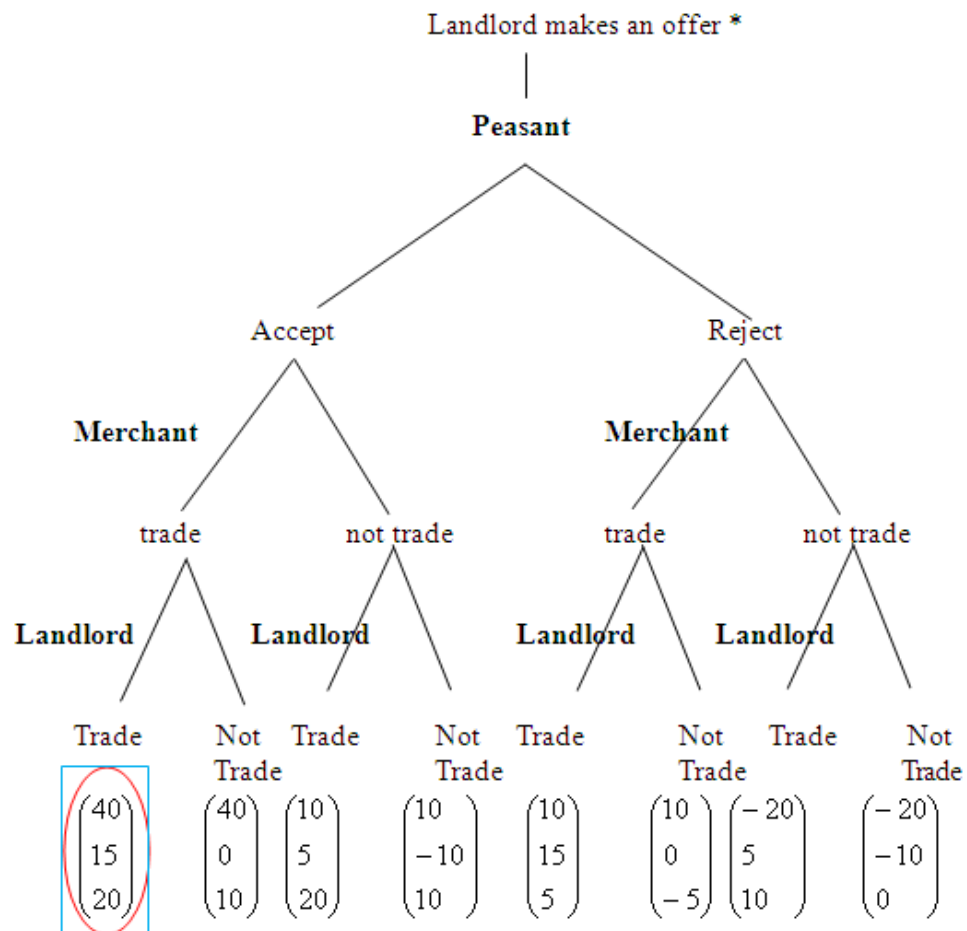 Landlord makes an offer *
Peasant
Accept Reject
Merchant Merchant
trade not trade trade not trade
Landlord Landlord Landlord Landlord
Trade Not Trade Not Trade Not Trade Not
Trade Trade Trade Trade
(40) (40) (10) (10) (10) (10) (-20) (-20)
(15) (0) (5) (-10) (15) (0) (5) (-10)
(20) (10) (20) (10) (5) (-5) (10) (0)